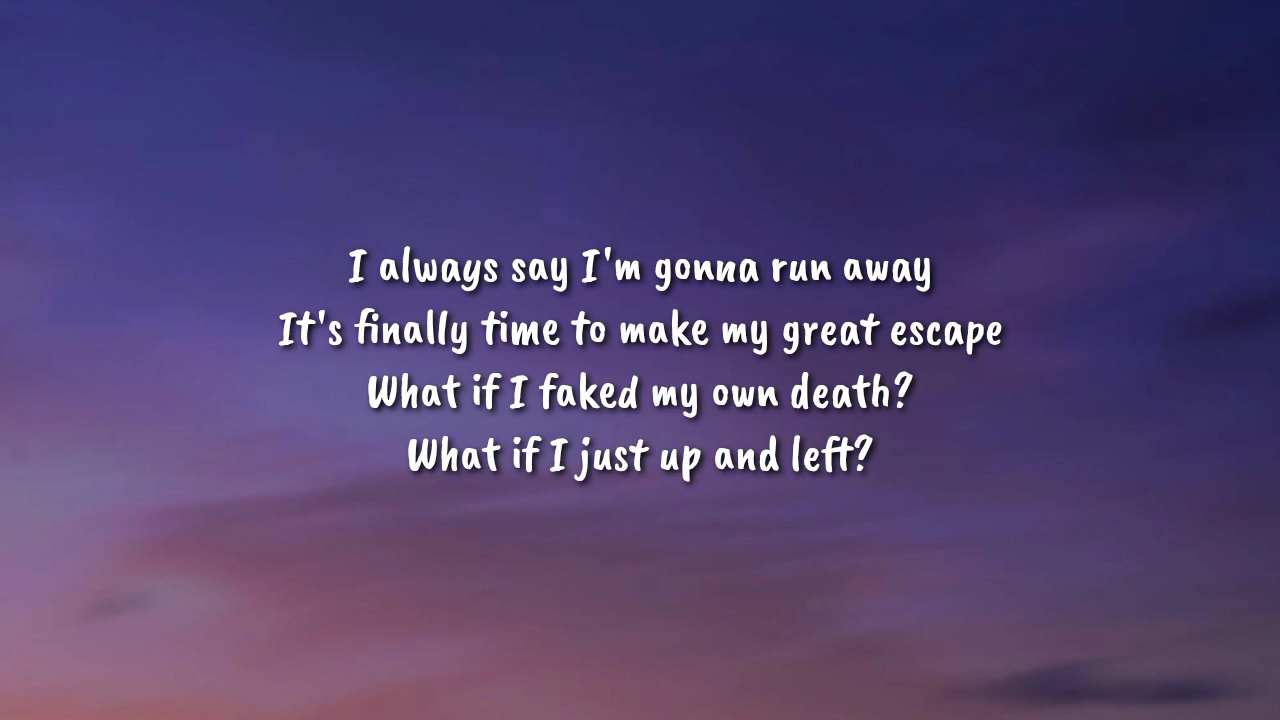 I always say I'm gonna run away
It's finally time to make my great escape
What if I faked my own death?
What if I just up and left?